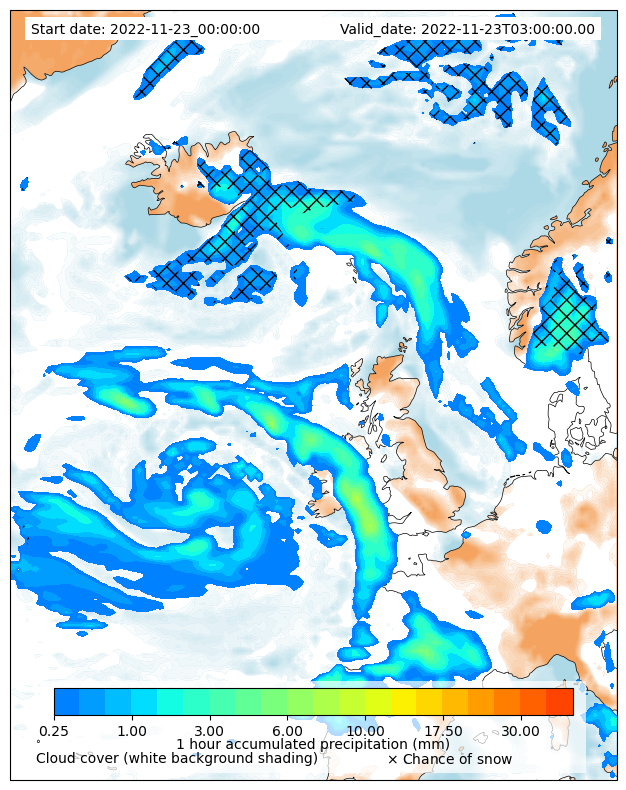 Start date: 2022-11-23_00:00:00 Valid_date: 2022-11-23T03:00:00.00
0.25 1.00 3.00 6.00 10.00 17.50 30.00
1 hour accumulated precipitation (mm)
Cloud cover (white background shading) × Chance of snow